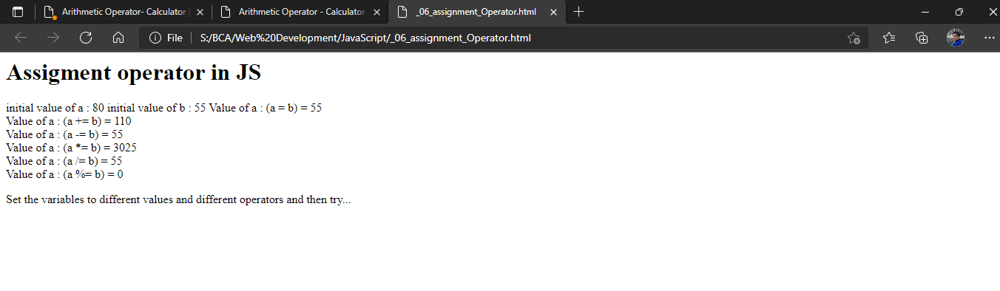 Arithmetic Operator- Calculator
Arithmetic Operator - Calculator
_06_assignment_Operator.html
File
S:/BCA/Web%20Development/JavaScript/_06_assignment_Operator.html
Assigment operator in JS
initial value of a : 80 initial value of b : 55 Value of a : (a = b) = 55
Value of a : (a += b) = 110
Value of a : (a -= b) = 55
Value of a : (a *= b) = 3025
Value of a : (a /= b) = 55
Value of a : (a %= b) = 0
Set the variables to different values and different operators and then try...